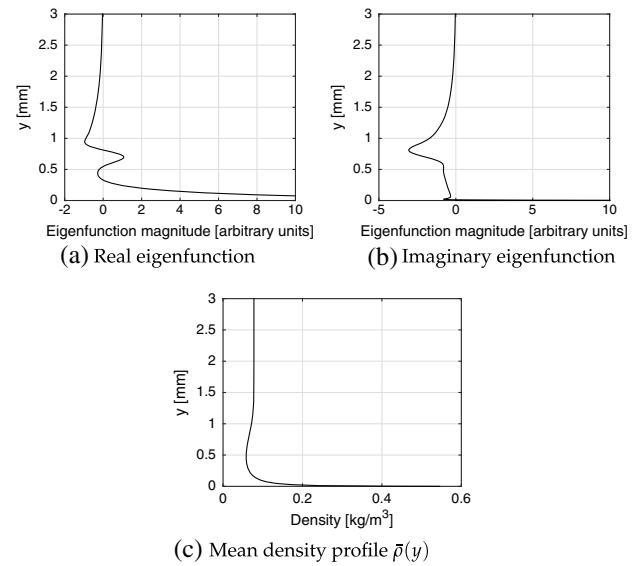 3
2.5
2
1.5
1
0.5
0
-2 0 2 4 6 8 10
y [mm]
Eigenfunction magnitude [arbitrary units]
(a) Real eigenfunction
3
2.5
2
1.5
1
0.5
0
-5 0 5 10
y [mm]
Eigenfunction magnitude [arbitrary units]
(b) Imaginary eigenfunction
3
2.5
2
1.5
1
0.5
0
0 0.2 0.4 0.6
y [mm]
Density [kg/m³]
(c) Mean density profile ρ̄(y)